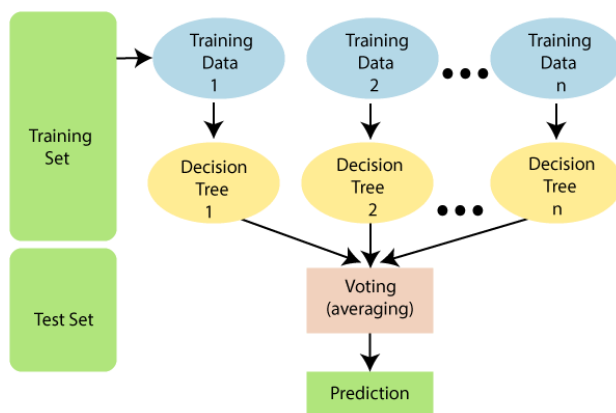 Training
Set
Test Set
Training
Data
1
Training
Data
2
Training
Data
n
Decision
Tree
1
Decision
Tree
2
Decision
Tree
n
Voting
(averaging)
Prediction